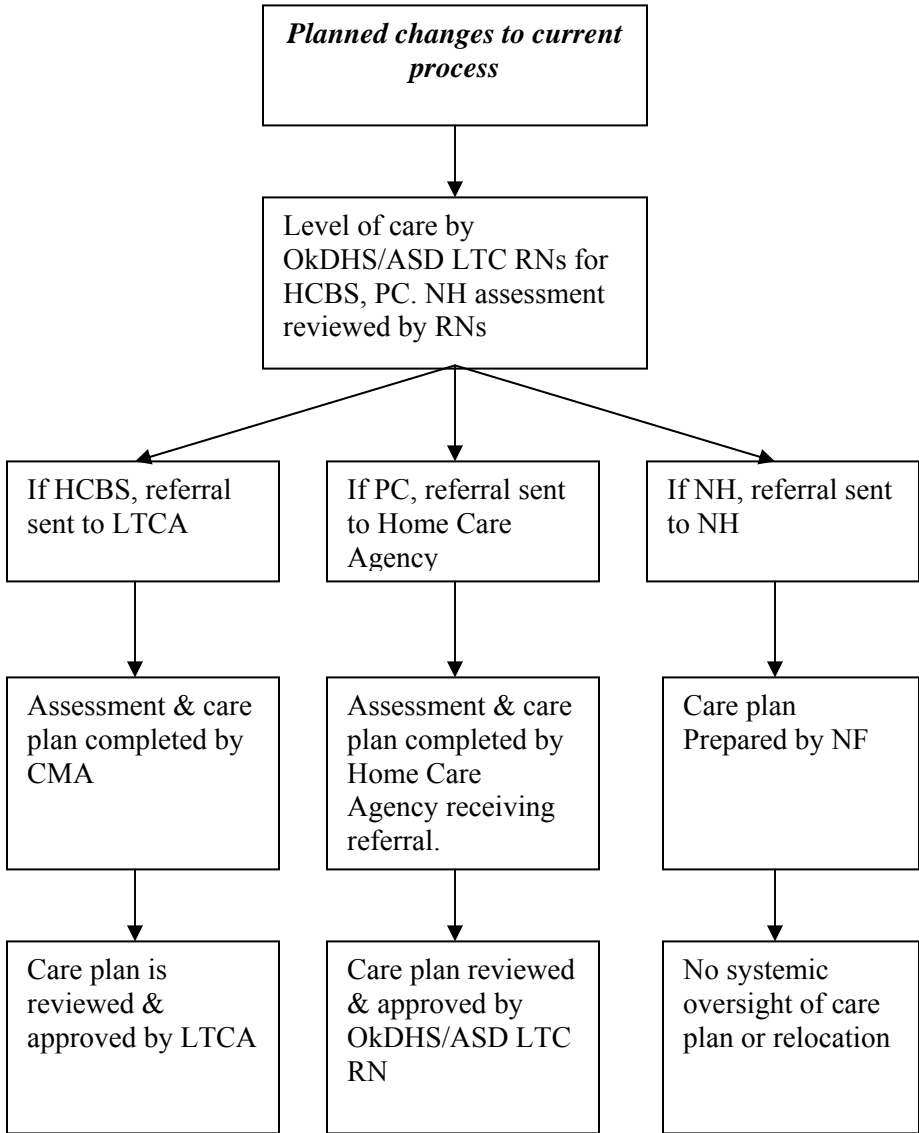 Planned changes to current
process
Level of care by
OkDHS/ASD LTC RNs for
HCBS, PC. NH assessment
reviewed by RNs
If HCBS, referral
sent to LTCA
If PC, referral sent
to Home Care
Agency
If NH, referral sent
to NH
Assessment & care
plan completed by
CMA
Assessment & care
plan completed by
Home Care
Agency receiving
referral.
Care plan
Prepared by NF
Care plan is
reviewed &
approved by LTCA
Care plan reviewed
& approved by
OkDHS/ASD LTC
RN
No systemic
oversight of care
plan or relocation